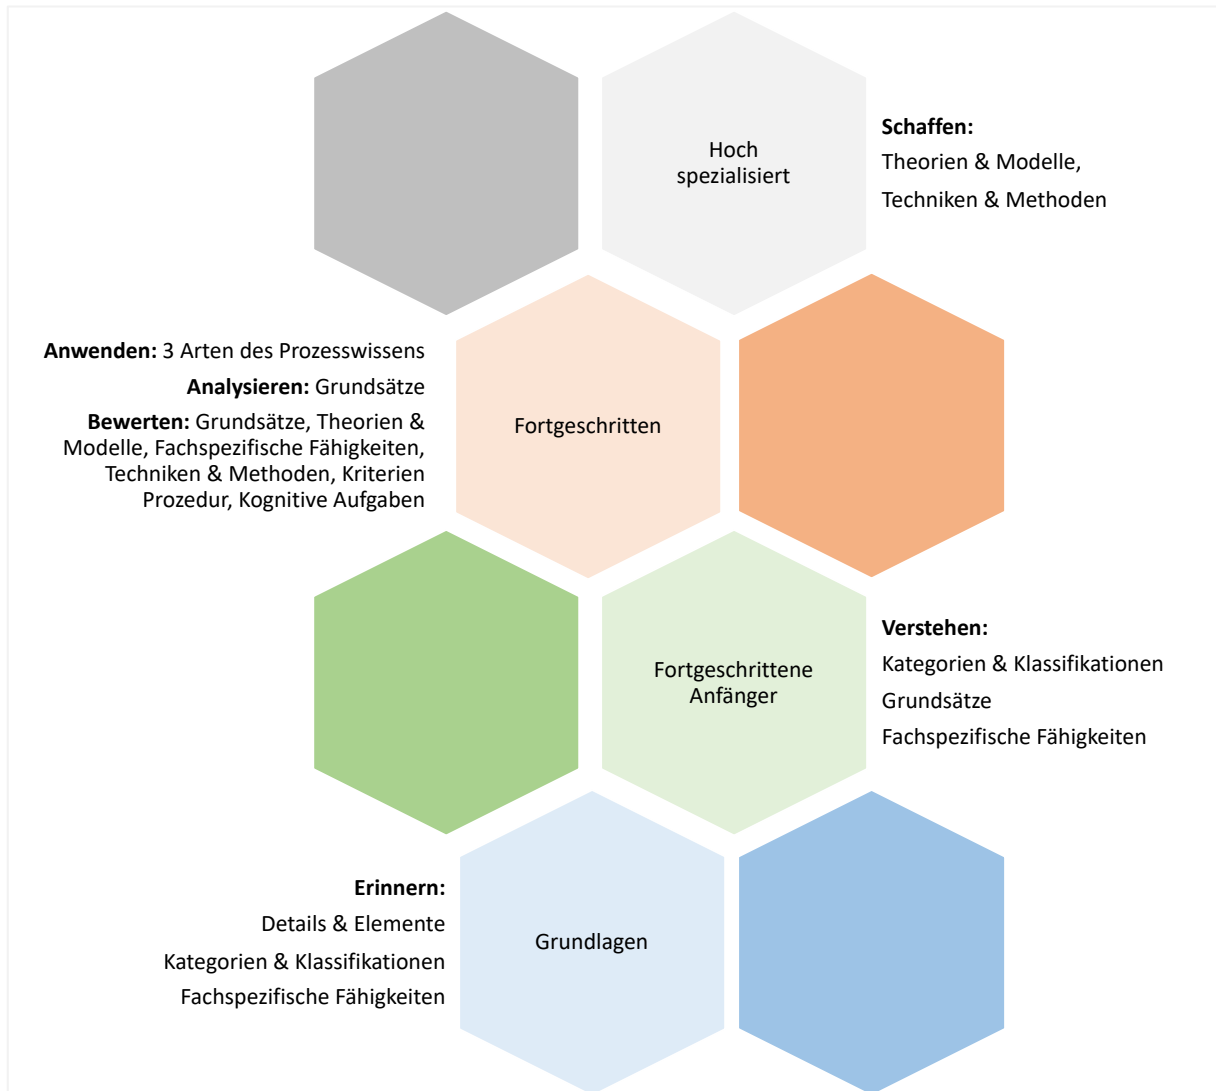 Hoch
spezialisiert
Schaffen:
Theorien & Modelle,
Techniken & Methoden
Anwenden: 3 Arten des Prozesswissens
Analysieren: Grundsätze
Bewerten: Grundsätze, Theorien &
Modelle, Fachspezifische Fähigkeiten,
Techniken & Methoden, Kriterien
Prozedur, Kognitive Aufgaben
Fortgeschritten
Fortgeschrittene
Anfänger
Verstehen:
Kategorien & Klassifikationen
Grundsätze
Fachspezifische Fähigkeiten
Erinnern:
Details & Elemente
Kategorien & Klassifikationen
Fachspezifische Fähigkeiten
Grundlagen